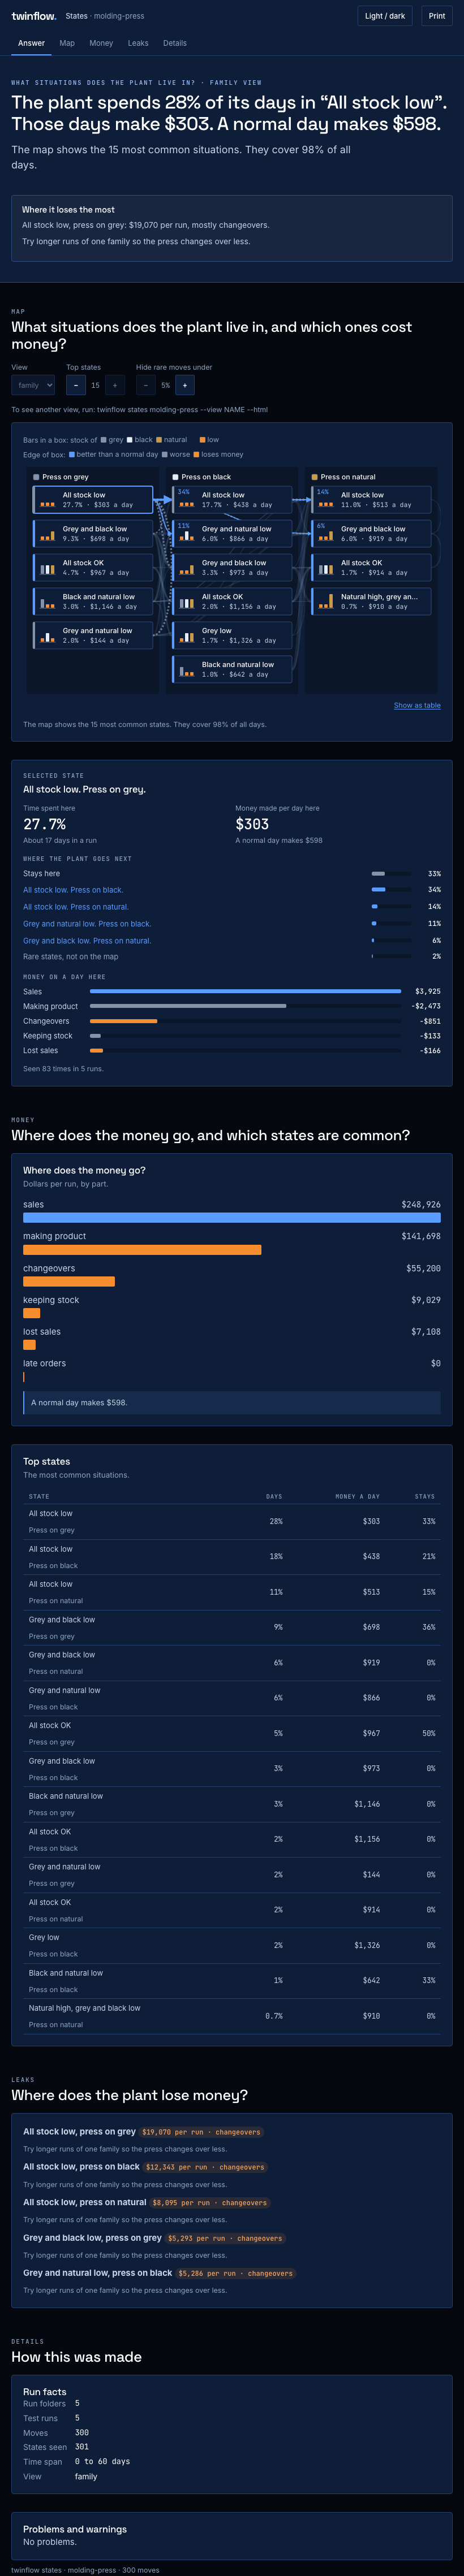 twinflow. States · molding-press Light / dark Print
Answer Map Money Leaks Details
WHAT SITUATIONS DOES THE PLANT LIVE IN? · FAMILY VIEW
The plant spends 28% of its days in “All stock low”.
Those days make $303. A normal day makes $598.
The map shows the 15 most common situations. They cover 98% of all
days.
Where it loses the most
All stock low, press on grey: $19,070 per run, mostly changeovers.
Try longer runs of one family so the press changes over less.
MAP
What situations does the plant live in, and which ones cost
money?
View Top states Hide rare moves under
family − 15 + − 5% +
To see another view, run: twinflow states molding-press --view NAME --html
Bars in a box: stock of grey black natural low
Edge of box: better than a normal day worse loses money
Press on grey
All stock low
27.7% · $303 a day
Grey and black low
9.3% · $698 a day
All stock OK
4.7% · $967 a day
Black and natural low
3.0% · $1,146 a day
Grey and natural low
2.0% · $144 a day
Press on black
34%
All stock low
17.7% · $438 a day
11%
Grey and natural low
6.0% · $866 a day
Grey and black low
3.3% · $973 a day
All stock OK
2.0% · $1,156 a day
Grey low
1.7% · $1,326 a day
Black and natural low
1.0% · $642 a day
Press on natural
14%
All stock low
11.0% · $513 a day
6%
Grey and black low
6.0% · $919 a day
All stock OK
1.7% · $914 a day
Natural high, grey an...
0.7% · $910 a day
Show as table
The map shows the 15 most common states. They cover 98% of all days.
SELECTED STATE
All stock low. Press on grey.
Time spent here Money made per day here
27.7% $303
About 17 days in a run A normal day makes $598
WHERE THE PLANT GOES NEXT
Stays here 33%
All stock low. Press on black. 34%
All stock low. Press on natural. 14%
Grey and natural low. Press on black. 11%
Grey and black low. Press on natural. 6%
Rare states, not on the map 2%
MONEY ON A DAY HERE
Sales $3,925
Making product -$2,473
Changeovers -$851
Keeping stock -$133
Lost sales -$166
Seen 83 times in 5 runs.
MONEY
Where does the money go, and which states are common?
Where does the money go?
Dollars per run, by part.
sales $248,926
making product $141,698
changeovers $55,200
keeping stock $9,029
lost sales $7,108
late orders $0
A normal day makes $598.
Top states
The most common situations.
STATE DAYS MONEY A DAY STAYS
All stock low
Press on grey 28% $303 33%
All stock low
Press on black 18% $438 21%
All stock low
Press on natural 11% $513 15%
Grey and black low
Press on grey 9% $698 36%
Grey and black low
Press on natural 6% $919 0%
Grey and natural low
Press on black 6% $866 0%
All stock OK
Press on grey 5% $967 50%
Grey and black low
Press on black 3% $973 0%
Black and natural low
Press on grey 3% $1,146 0%
All stock OK
Press on black 2% $1,156 0%
Grey and natural low
Press on grey 2% $144 0%
All stock OK
Press on natural 2% $914 0%
Grey low
Press on black 2% $1,326 0%
Black and natural low
Press on black 1% $642 33%
Natural high, grey and black low
Press on natural 0.7% $910 0%
LEAKS
Where does the plant lose money?
All stock low, press on grey $19,070 per run · changeovers
Try longer runs of one family so the press changes over less.
All stock low, press on black $12,343 per run · changeovers
Try longer runs of one family so the press changes over less.
All stock low, press on natural $8,095 per run · changeovers
Try longer runs of one family so the press changes over less.
Grey and black low, press on grey $5,293 per run · changeovers
Try longer runs of one family so the press changes over less.
Grey and natural low, press on black $5,286 per run · changeovers
Try longer runs of one family so the press changes over less.
DETAILS
How this was made
Run facts
Run folders 5
Test runs 5
Moves 300
States seen 301
Time span 0 to 60 days
View family
Problems and warnings
No problems.
twinflow states · molding-press · 300 moves